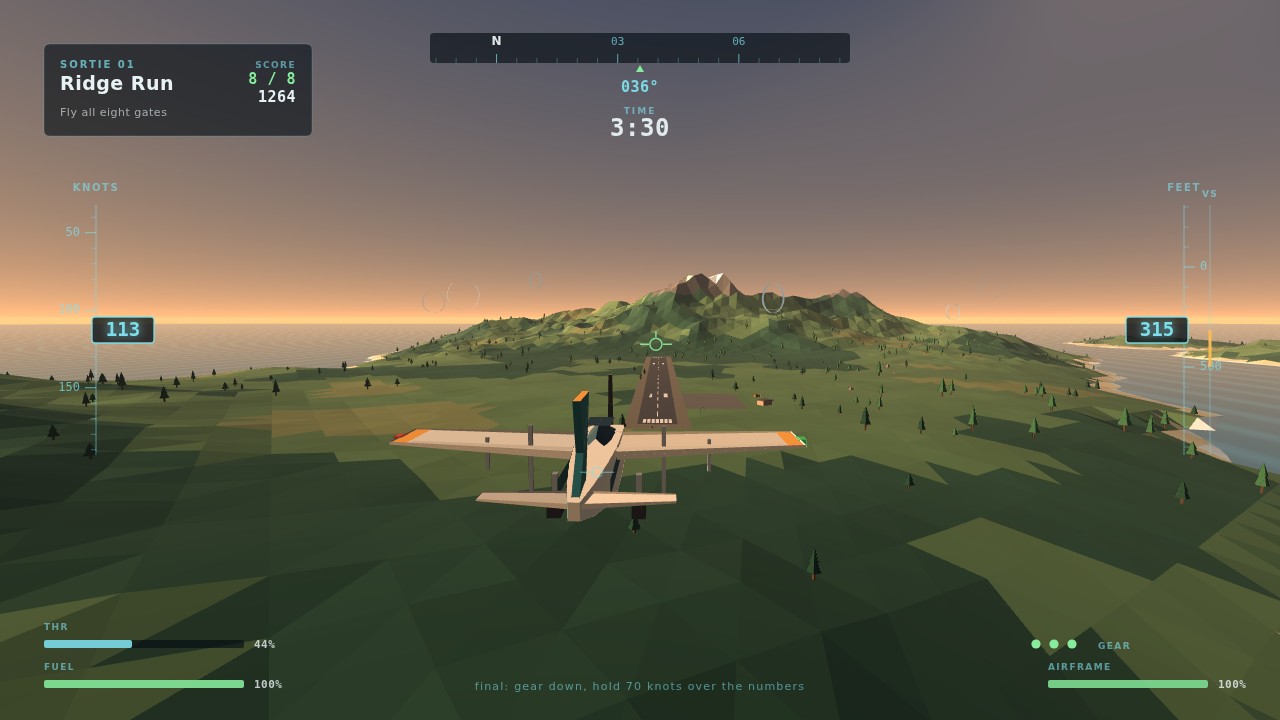 SORTIE 01
SCORE
Ridge Run
8 / 8
1264
Fly all eight gates
N 03 06
036°
TIME
3:30
KNOTS
50
113
150
FEET
VS
0
315
THR
44%
FUEL
100%
final: gear down, hold 70 knots over the numbers
GEAR
AIRFRAME
100%